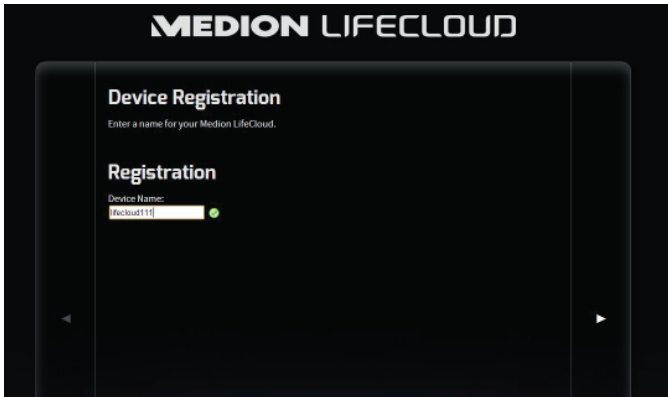 MEDION LIFECLOUD
Device Registration
Enter a name for your Medion LifeCloud.
Registration
Device Name:
lifecloud111